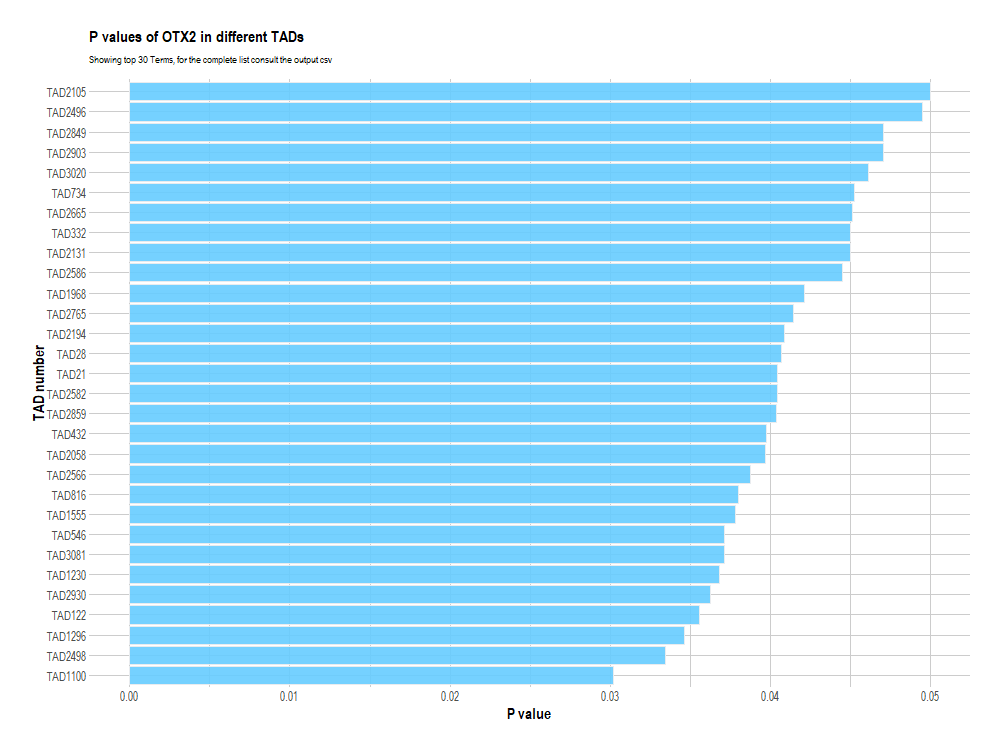 P values of OTX2 in different TADs
Showing top 30 Terms, for the complete list consult the output csv
TAD2105
TAD2496
TAD2849
TAD2903
TAD3020
TAD734
TAD2665
TAD332
TAD2131
TAD2586
TAD1968
TAD2765
TAD2194
TAD28
TAD21
TAD2582
TAD2859
TAD432
TAD2058
TAD2566
TAD816
TAD1555
TAD546
TAD3081
TAD1230
TAD2930
TAD122
TAD1296
TAD2498
TAD1100
TAD number
0.00 0.01 0.02 0.03 0.04 0.05
P value